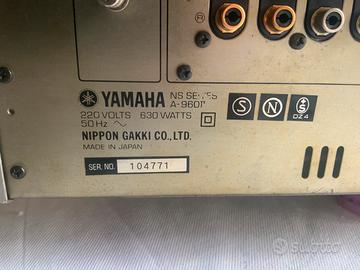 R
YAMAHA
NS SERIES
A-960II
220 VOLTS 630 WATTS
50 Hz
NIPPON GAKKI CO., LTD.
MADE IN JAPAN
SER. NO. 104771
S N S
DZ4
subito